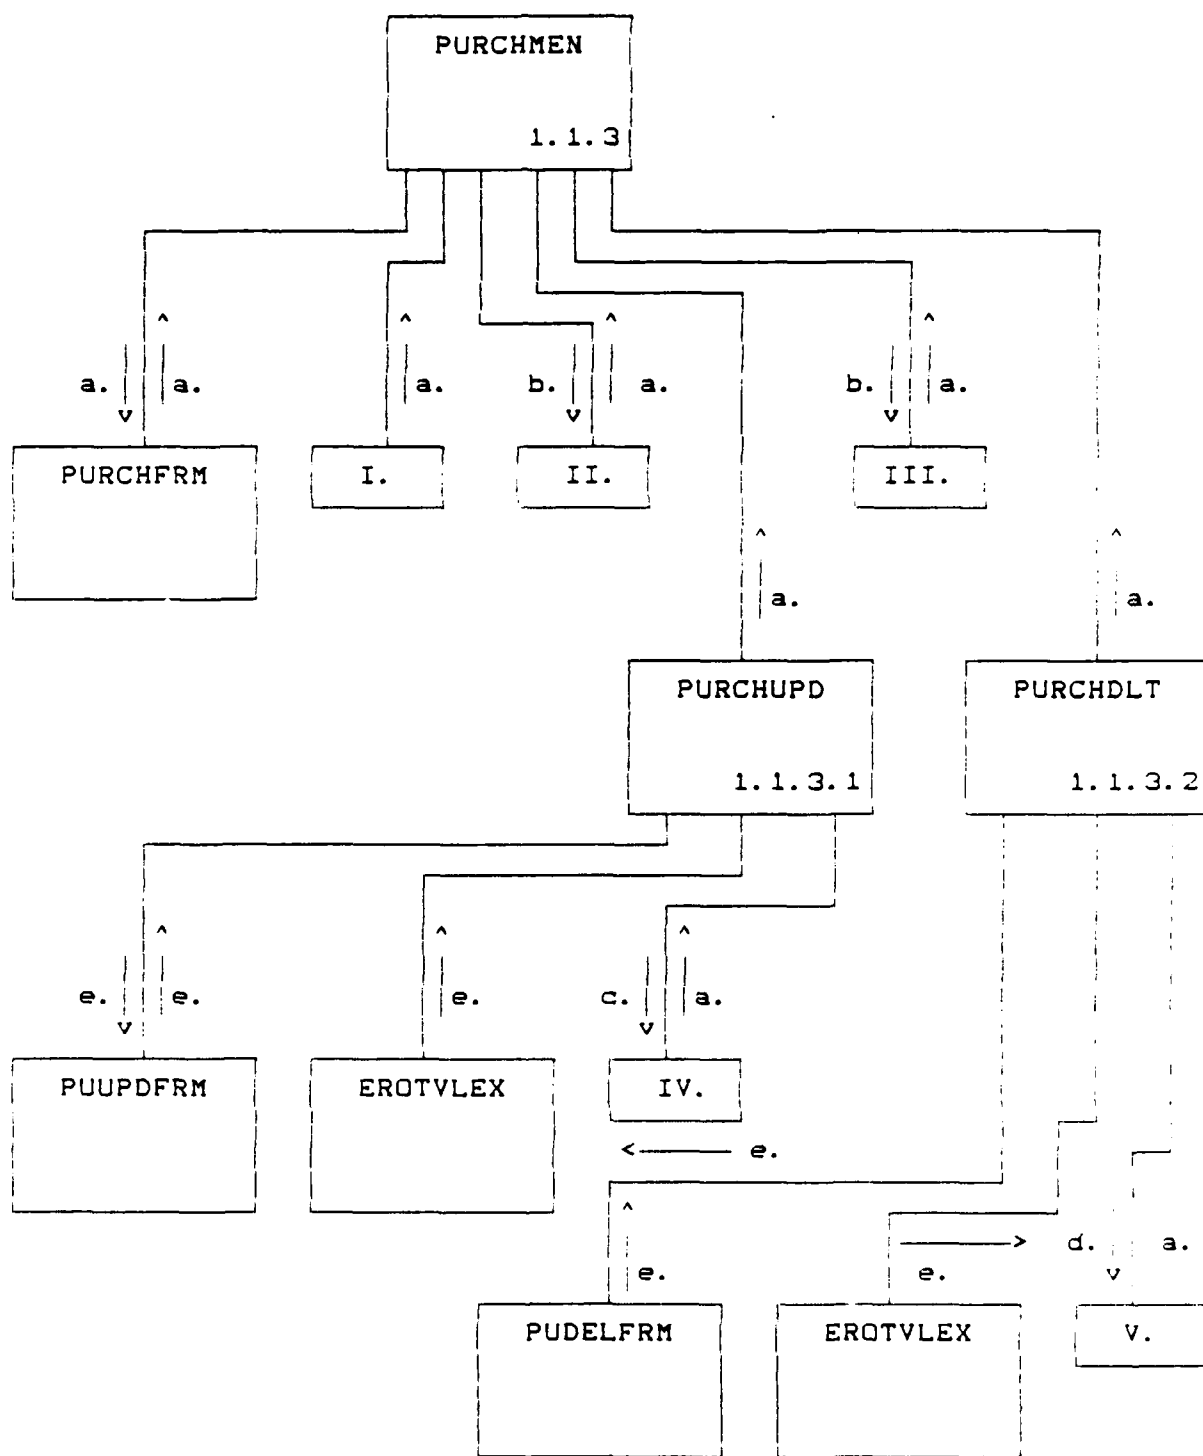 PURCHMEN
1.1.3
a. a. a. b. a. b. a.
PURCHFRM I. II. III.
a. a.
PURCHUPD PURCHDLT
1.1.3.1 1.1.3.2
e. e. e. c. a.
PUUPDFRM EROTVLEX IV.
e.
d. a.
e. e.
PUDELFRM EROTVLEX V.